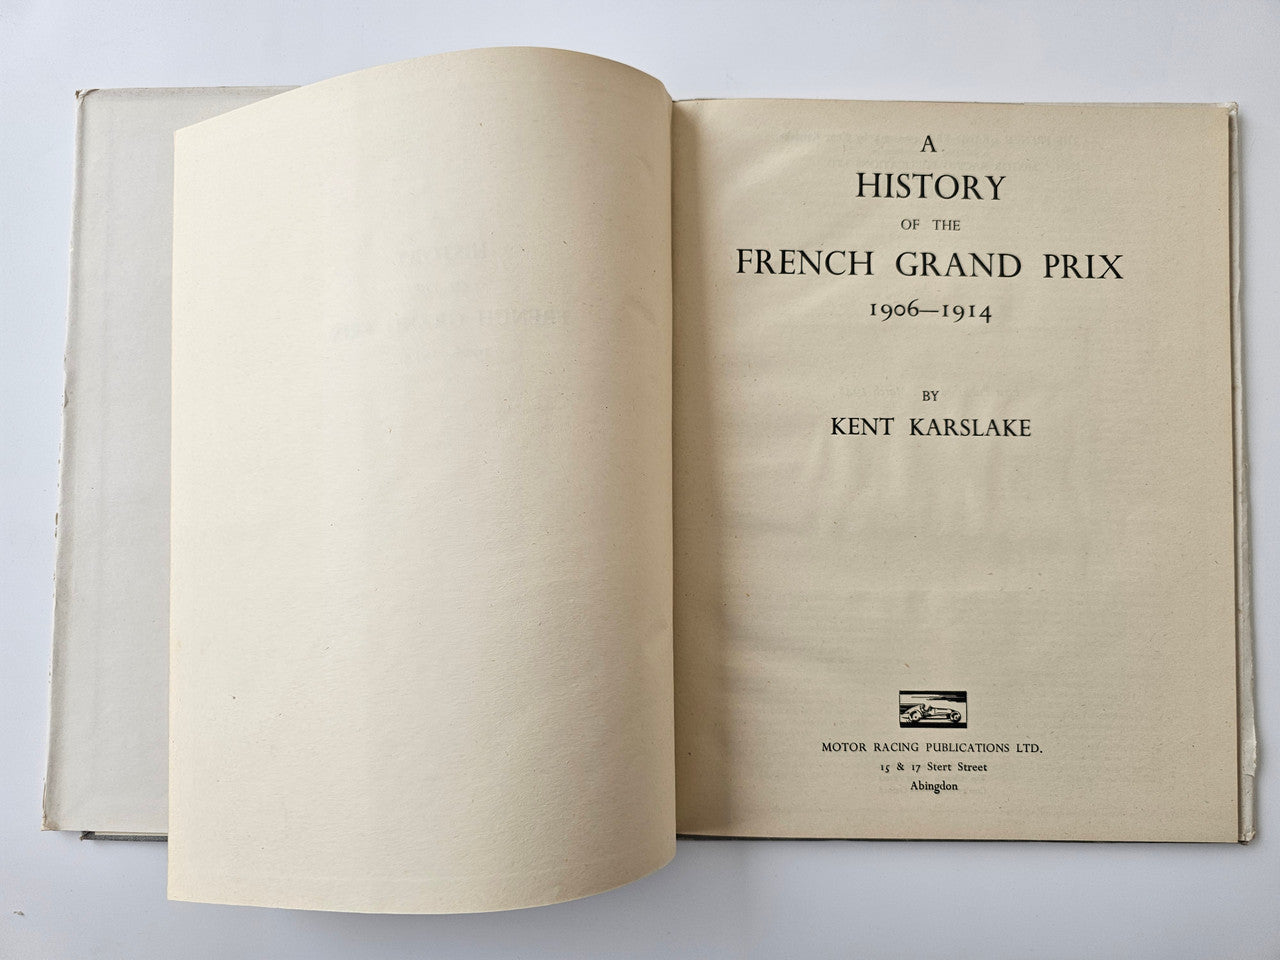 A
HISTORY
OF THE
FRENCH GRAND PRIX
1906—1914
BY
KENT KARSLAKE
MOTOR RACING PUBLICATIONS LTD.
15 & 17 Stert Street
Abingdon